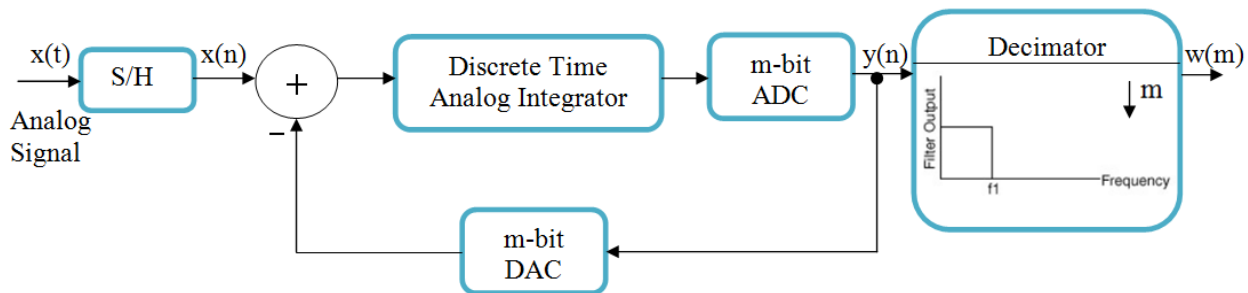 x(t)
S/H
x(n)
Analog
Signal
+
−
Discrete Time
Analog Integrator
m-bit
ADC
y(n)
Decimator
Filter Output
f1
Frequency
m
w(m)
m-bit
DAC